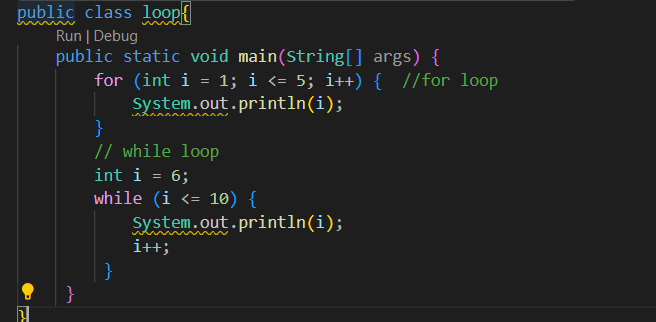 public class loop{
Run | Debug
public static void main(String[] args) {
for (int i = 1; i <= 5; i++) {  //for loop
System.out.println(i);
}
// while loop
int i = 6;
while (i <= 10) {
System.out.println(i);
i++;
}
}
}